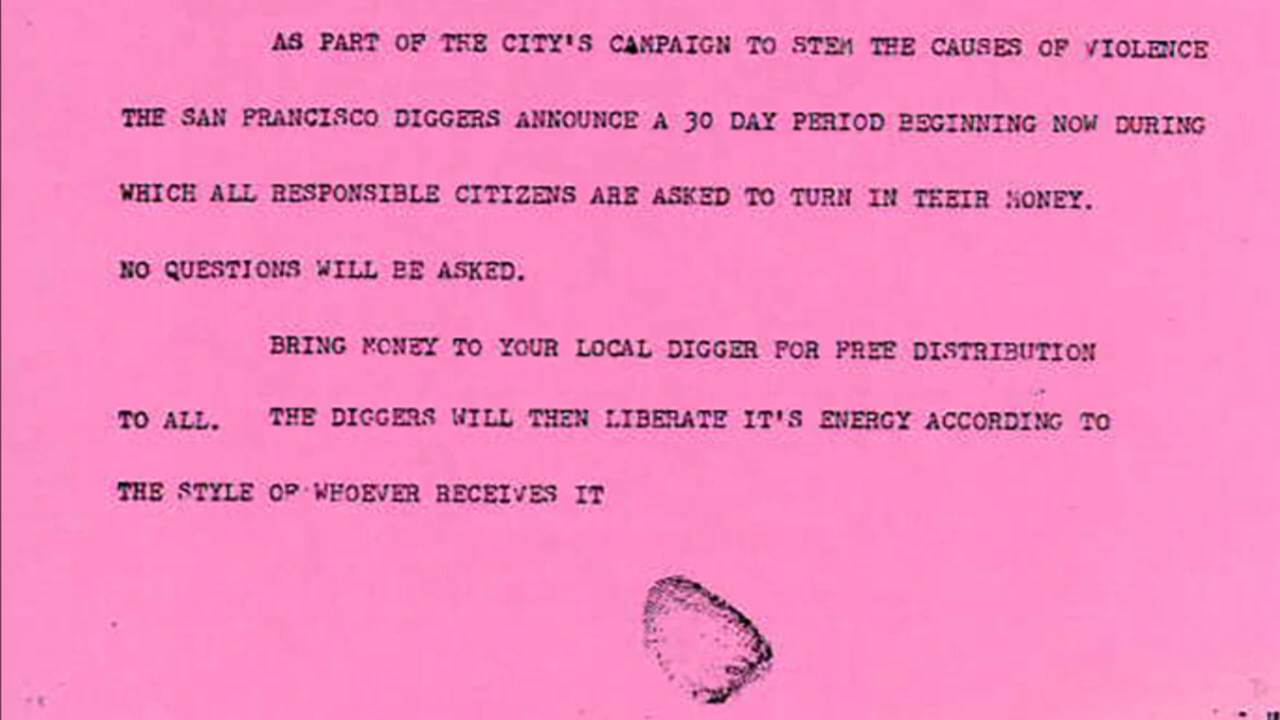 AS PART OF THE CITY'S CAMPAIGN TO STEM THE CAUSES OF VIOLENCE
THE SAN FRANCISCO DIGGERS ANNOUNCE A 30 DAY PERIOD BEGINNING NOW DURING
WHICH ALL RESPONSIBLE CITIZENS ARE ASKED TO TURN IN THEIR MONEY.
NO QUESTIONS WILL BE ASKED.
BRING MONEY TO YOUR LOCAL DIGGER FOR FREE DISTRIBUTION
TO ALL. THE DIGGERS WILL THEN LIBERATE IT'S ENERGY ACCORDING TO
THE STYLE OF WHOEVER RECEIVES IT